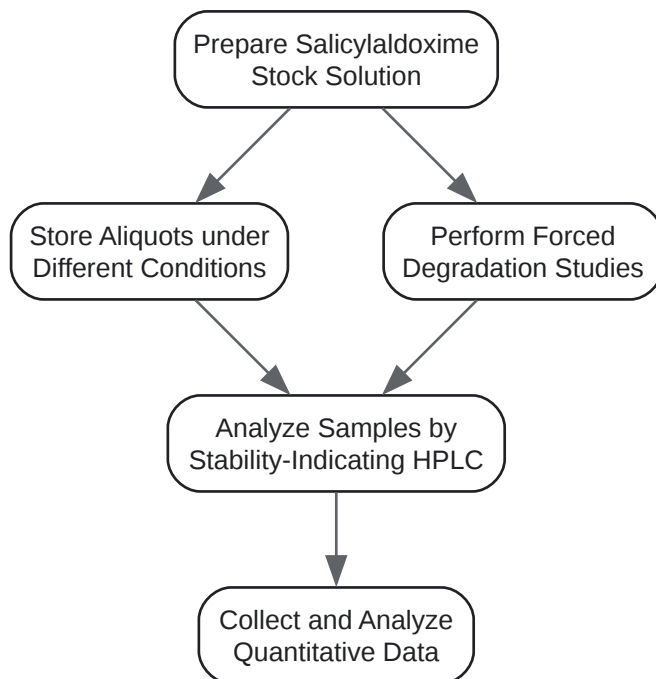 Prepare Salicylaldoxime
Stock Solution
Store Aliquots under
Different Conditions
Perform Forced
Degradation Studies
Analyze Samples by
Stability-Indicating HPLC
Collect and Analyze
Quantitative Data